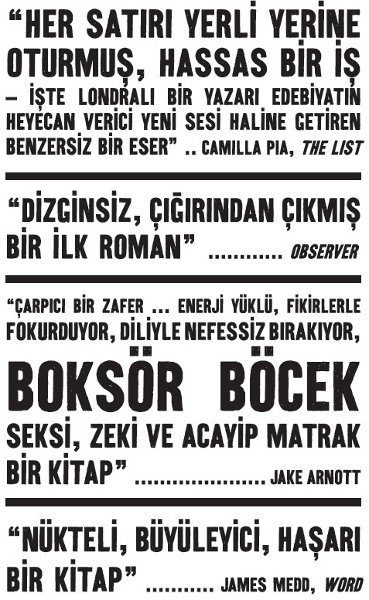 “HER SATIRI YERLİ YERİNE
OTURMUŞ, HASSAS BİR İŞ
– İŞTE LONDRALI BİR YAZARI EDEBİYATIN
HEYECAN VERİCİ YENİ SESİ HALİNE GETİREN
BENZERSİZ BİR ESER” .. CAMILLA PIA, THE LIST
“DİZGİNSİZ, ÇIĞIRINDAN ÇIKMIŞ
BİR İLK ROMAN” ............ OBSERVER
“ÇARPICI BİR ZAFER ... ENERJİ YÜKLÜ, FİKİRLERLE
FOKURDUYOR, DİLİYLE NEFESSİZ BIRAKIYOR,
BOKSÖR BÖCEK
SEKSİ, ZEKİ VE ACAYİP MATRAK
BİR KİTAP” ..................... JAKE ARNOTT
“NÜKTELİ, BÜYÜLEYİCİ, HAŞARI
BİR KİTAP” ............ JAMES MEDD, WORD